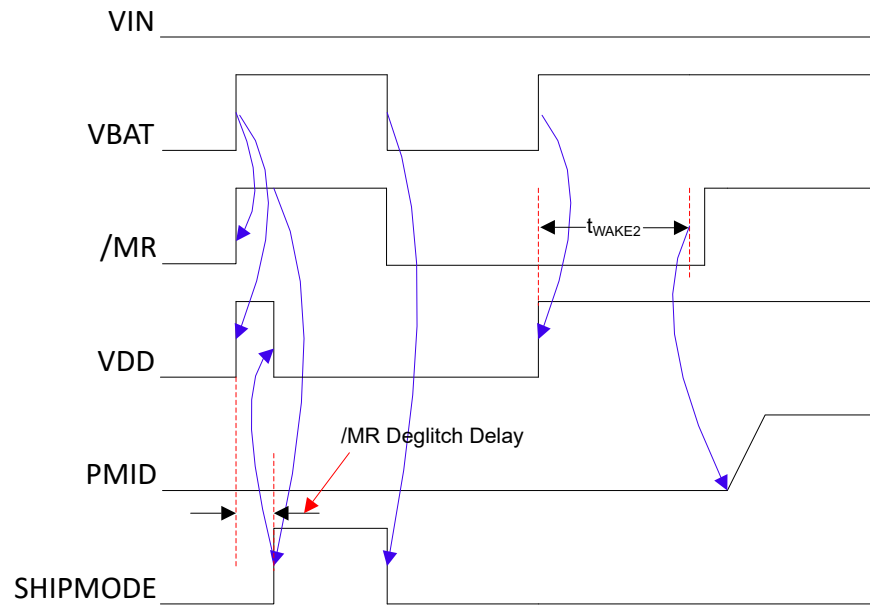 VIN
VBAT
/MR
tWAKE2
VDD
/MR Deglitch Delay
PMID
SHIPMODE